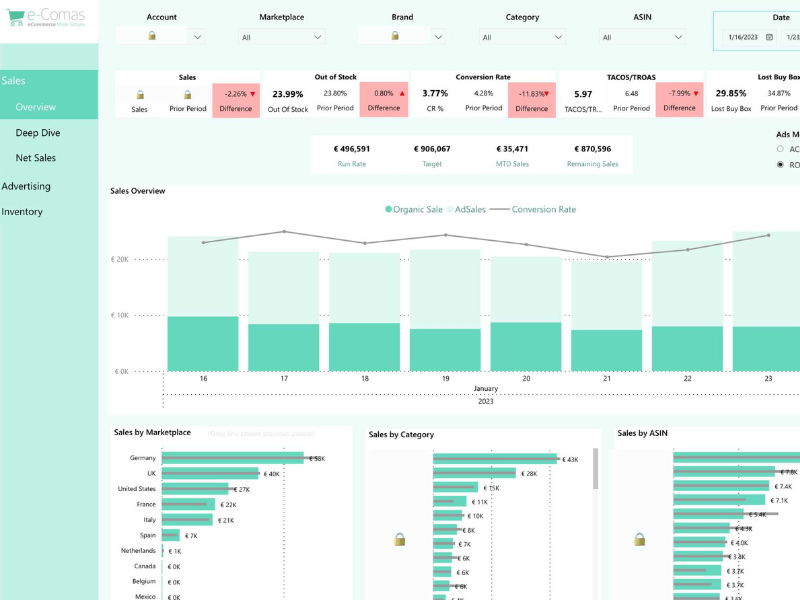 e-Comas
eCommerce Made Simple
Account
Marketplace
Brand
Category
ASIN
Date
All
All
All
1/16/2023
1/23
Sales
Overview
Deep Dive
Net Sales
Advertising
Inventory
Sales
Out of Stock
Conversion Rate
TACOS/TROAS
Lost Buy Box
-2.26%
23.99%
23.80%
0.80%
3.77%
4.28%
-11.83%
5.97
6.48
-7.99%
29.85%
34.87%
Sales
Prior Period
Difference
Out Of Stock
Prior Period
Difference
CR %
Prior Period
Difference
TACOS/TR...
Prior Period
Difference
Lost Buy Box
Prior Period
€ 496,591
€ 906,067
€ 35,471
€ 870,596
Run Rate
Target
MTD Sales
Remaining Sales
Ads M
AC
RO
Sales Overview
Organic Sale
AdSales
Conversion Rate
€ 20K
€ 10K
€ 0K
16
17
18
19
20
21
22
23
January
2023
Sales by Marketplace
Germany
€ 58K
UK
€ 40K
United States
€ 27K
France
€ 22K
Italy
€ 21K
Spain
€ 7K
Netherlands
€ 1K
Canada
€ 0K
Belgium
€ 0K
Mexico
€ 0K
Sales by Category
€ 43K
€ 28K
€ 15K
€ 11K
€ 10K
€ 8K
€ 7K
€ 6K
€ 6K
€ 6K
Sales by ASIN
€ 7.8K
€ 7.4K
€ 7.1K
€ 5.4K
€ 4.3K
€ 4.0K
€ 3.8K
€ 3.7K
€ 3.7K
€ 3.6K